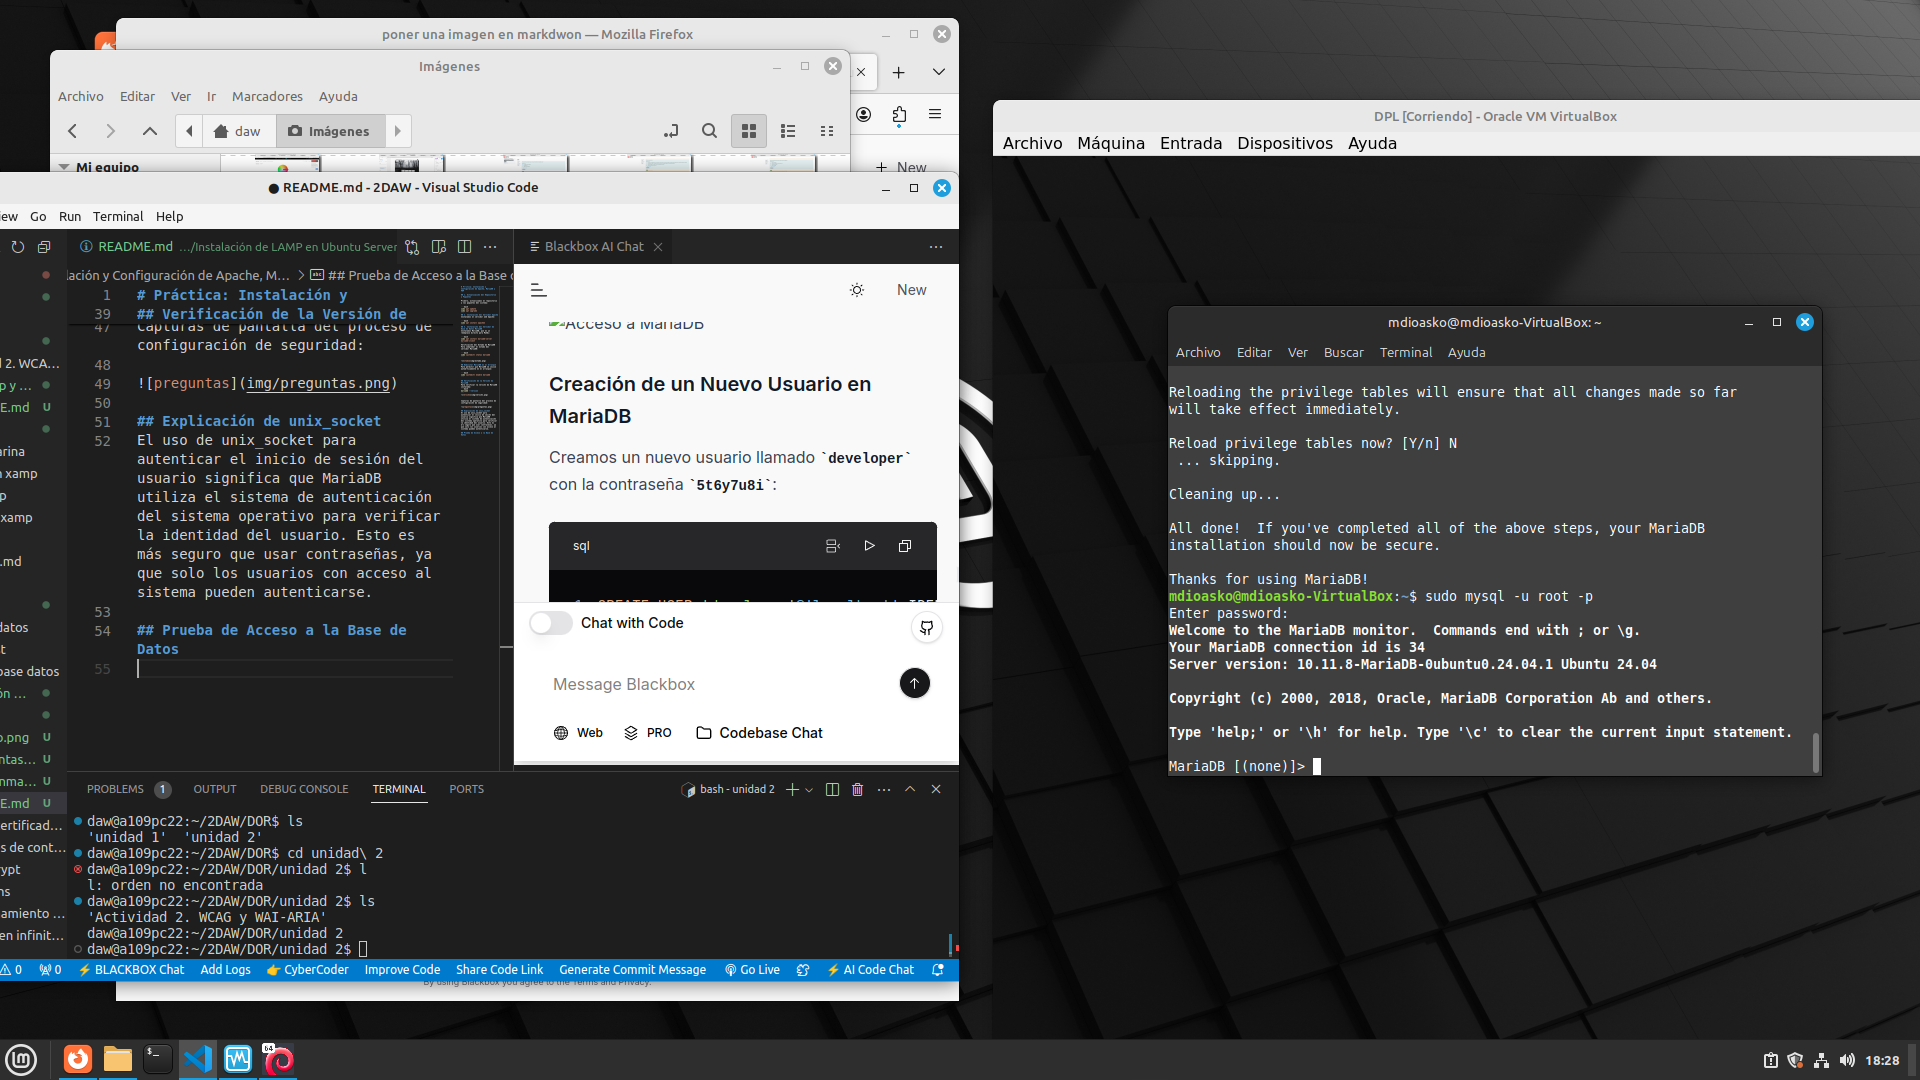 poner una imagen en markdwon — Mozilla Firefox
Imágenes
Archivo Editar Ver Ir Marcadores Ayuda
daw Imágenes
Mi equipo
New
README.md - 2DAW - Visual Studio Code
Go Run Terminal Help
README.md .../Instalación de LAMP en Ubuntu Server
lación y Configuración de Apache, M... > ## Prueba de Acceso a la Base
1 # Práctica: Instalación y
39 ## Verificación de la Versión de
47 capturas de pantalla del proceso de
configuración de seguridad:
48
49 ![preguntas](img/preguntas.png)
50
51 ## Explicación de unix_socket
52 El uso de unix_socket para
autenticar el inicio de sesión del
usuario significa que MariaDB
utiliza el sistema de autenticación
del sistema operativo para verificar
la identidad del usuario. Esto es
más seguro que usar contraseñas, ya
que solo los usuarios con acceso al
sistema pueden autenticarse.
53
54 ## Prueba de Acceso a la Base de
Datos
55
d 2. WCA...
p y ...
E.md U
arina
n xamp
p
xamp
.md
datos
t
base datos
ón ...
o.png U
ntas... U
nma... U
E.md U
ertificad...
s de cont...
rypt
ns
amiento ...
en infinit...
Blackbox AI Chat
New
Acceso a MariaDB
Creación de un Nuevo Usuario en
MariaDB
Creamos un nuevo usuario llamado `developer`
con la contraseña `5t6y7u8i`:
sql
Chat with Code
Message Blackbox
Web PRO Codebase Chat
PROBLEMS 1 OUTPUT DEBUG CONSOLE TERMINAL PORTS
bash - unidad 2
daw@a109pc22:~/2DAW/DOR$ ls
'unidad 1' 'unidad 2'
daw@a109pc22:~/2DAW/DOR$ cd unidad\ 2
daw@a109pc22:~/2DAW/DOR/unidad 2$ l
l: orden no encontrada
daw@a109pc22:~/2DAW/DOR/unidad 2$ ls
'Actividad 2. WCAG y WAI-ARIA'
daw@a109pc22:~/2DAW/DOR/unidad 2
daw@a109pc22:~/2DAW/DOR/unidad 2$
0 0 BLACKBOX Chat Add Logs CyberCoder Improve Code Share Code Link Generate Commit Message Go Live AI Code Chat
By using Blackbox you agree to the Terms and Privacy.
DPL [Corriendo] - Oracle VM VirtualBox
Archivo Máquina Entrada Dispositivos Ayuda
mdioasko@mdioasko-VirtualBox: ~
Archivo Editar Ver Buscar Terminal Ayuda
Reloading the privilege tables will ensure that all changes made so far
will take effect immediately.
Reload privilege tables now? [Y/n] N
... skipping.
Cleaning up...
All done! If you've completed all of the above steps, your MariaDB
installation should now be secure.
Thanks for using MariaDB!
mdioasko@mdioasko-VirtualBox:~$ sudo mysql -u root -p
Enter password:
Welcome to the MariaDB monitor. Commands end with ; or \g.
Your MariaDB connection id is 34
Server version: 10.11.8-MariaDB-0ubuntu0.24.04.1 Ubuntu 24.04
Copyright (c) 2000, 2018, Oracle, MariaDB Corporation Ab and others.
Type 'help;' or '\h' for help. Type '\c' to clear the current input statement.
MariaDB [(none)]>
64
18:28